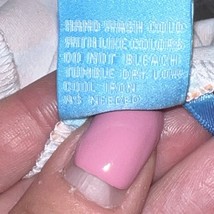 HAND WASH COLD
WITH LIKE COLORS
DO NOT BLEACH
TUMBLE DRY LOW
COOL IRON
AS NEEDED